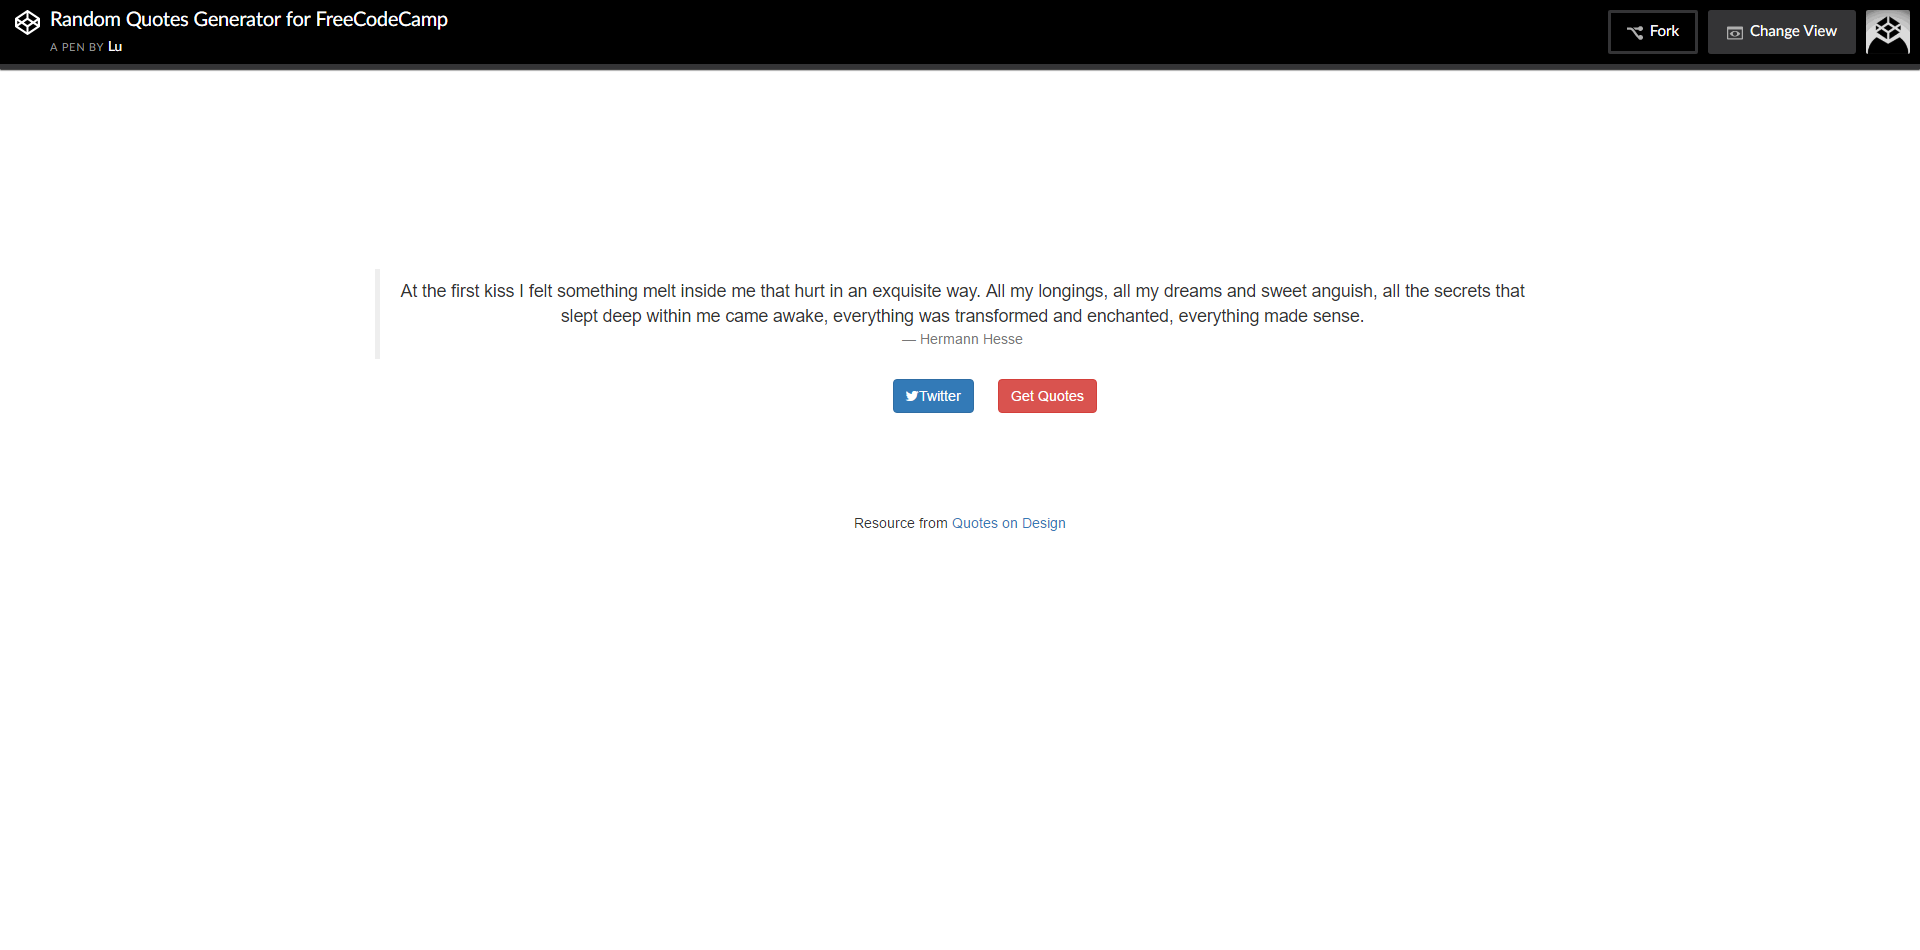 Random Quotes Generator for FreeCodeCamp
A PEN BY Lu
Fork
Change View
At the first kiss I felt something melt inside me that hurt in an exquisite way. All my longings, all my dreams and sweet anguish, all the secrets that
slept deep within me came awake, everything was transformed and enchanted, everything made sense.
— Hermann Hesse
Twitter
Get Quotes
Resource from Quotes on Design